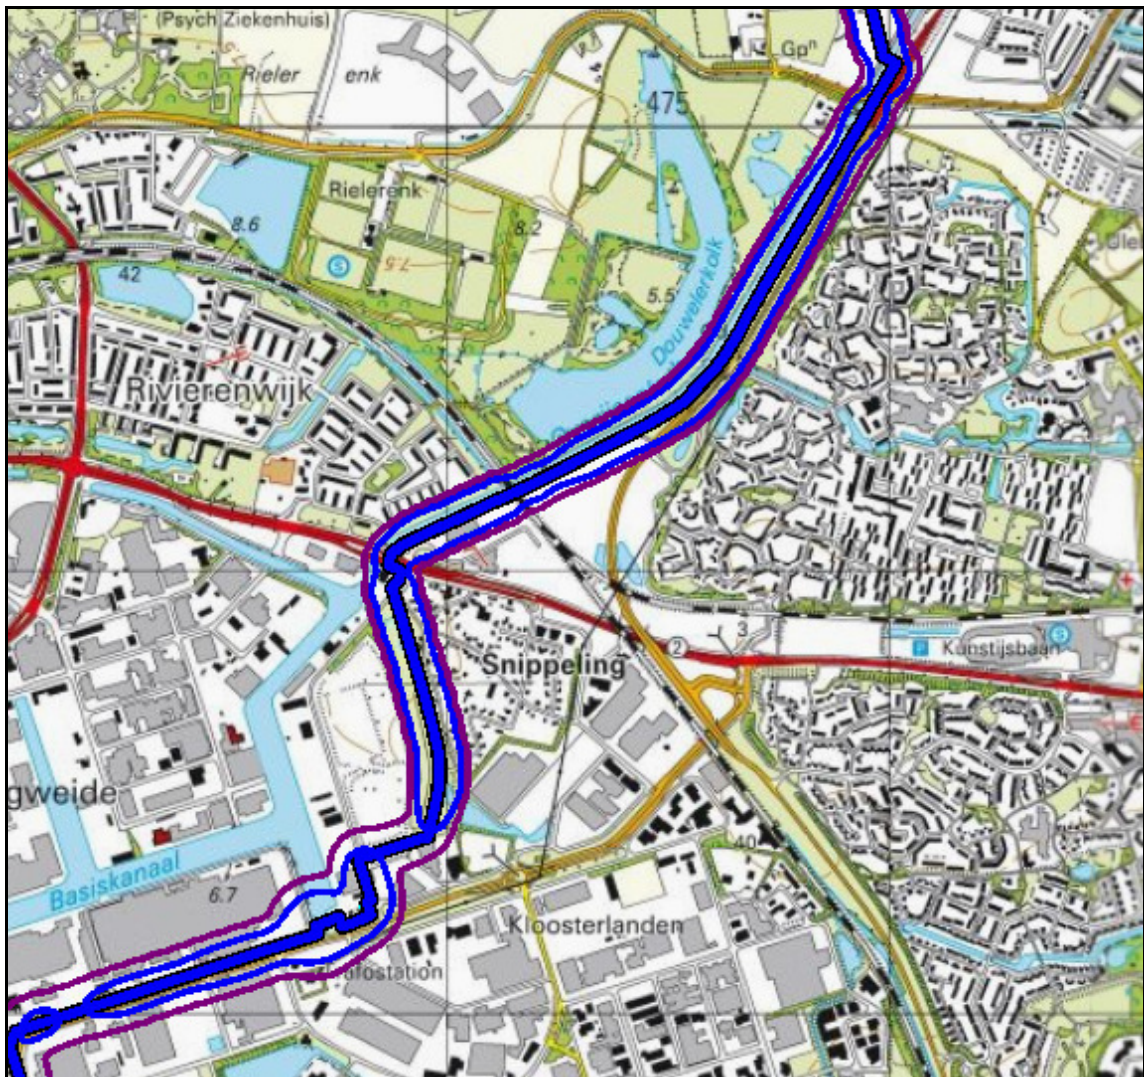 (Psych Ziekenhuis)
Rieler enk
Gpⁿ
475
Rielerenk
8.2
8.6
7.5
S
42
5.5
Douwelerkolk
Rivierenwijk
Snippeling
2
3
S
P
Kunstijsbaan
gweide
40
Basiskanaal
6.7
Kloosterlanden
afostation